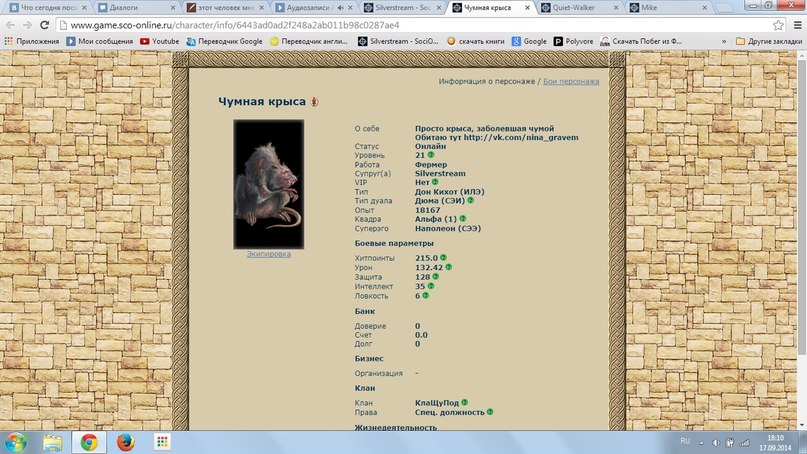 Что сегодня посм
Диалоги
этот человек мн
Аудиозаписи
Silverstream - SociO
Чумная крыса
Quiet-Walker
Mike
www.game.sco-online.ru/character/info/6443ad0ad2f248a2ab011b98c0287ae4
Приложения
Мои сообщения
Youtube
Переводчик Google
Переводчик англи...
Silverstream - SociO...
скачать книги
Google
Polyvore
Скачать Побег из Ф...
»
Другие закладки
Информация о персонаже / Бои персонажа
Чумная крыса
Экипировка
О себе Просто крыса, заболевшая чумой
Обитаю тут http://vk.com/nina_gravem
Статус Онлайн
Уровень 21
Работа Фермер
Супруг(а) Silverstream
VIP Нет
Тип Дон Кихот (ИЛЭ)
Тип дуала Дюма (СЭИ)
Опыт 18167
Квадра Альфа (1)
Суперэго Наполеон (СЭЭ)
Боевые параметры
Хитпоинты 215.0
Урон 132.42
Защита 128
Интеллект 35
Ловкость 6
Банк
Доверие 0
Счет 0.0
Долг 0
Бизнес
Организация -
Клан
Клан КлаЩуПод
Права Спец. должность
Жизнедеятельность
RU
18:10
17.09.2014